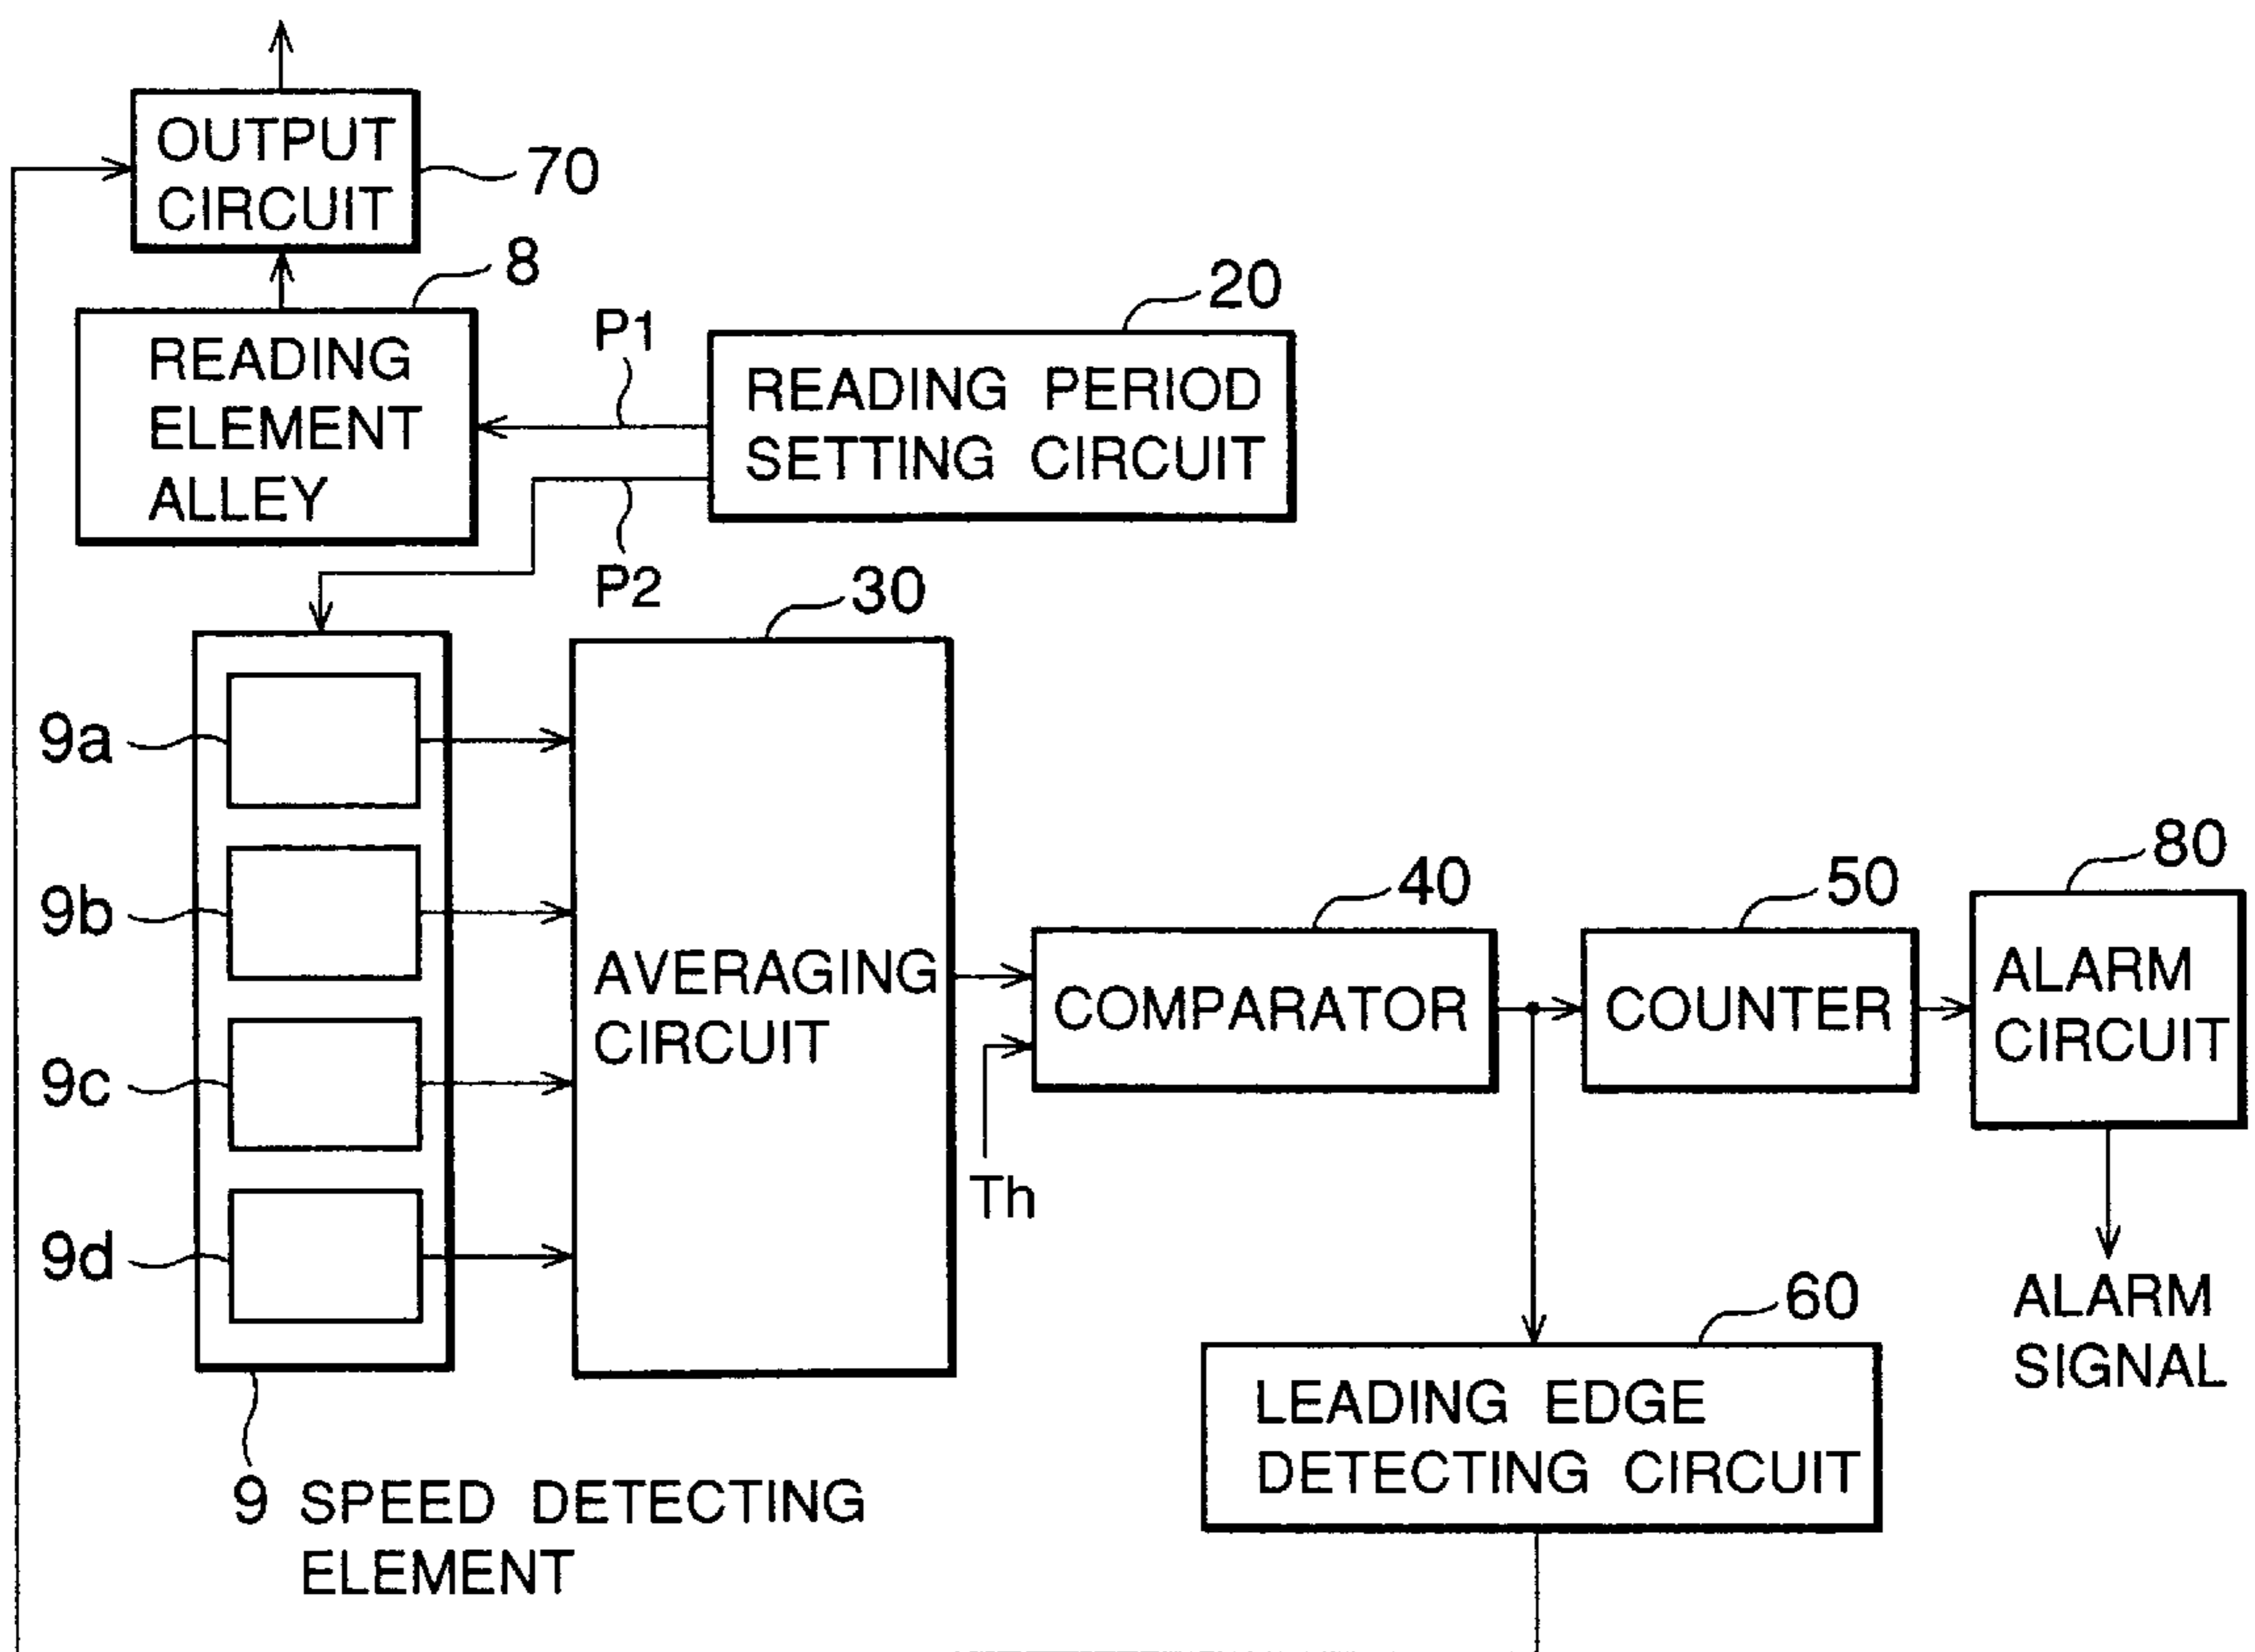 OUTPUT
CIRCUIT
70
8
READING
ELEMENT
ALLEY
P1
20
READING PERIOD
SETTING CIRCUIT
P2
30
9a
9b
9c
9d
AVERAGING
CIRCUIT
40
COMPARATOR
Th
50
COUNTER
80
ALARM
CIRCUIT
ALARM
SIGNAL
60
LEADING EDGE
DETECTING CIRCUIT
9 SPEED DETECTING
ELEMENT